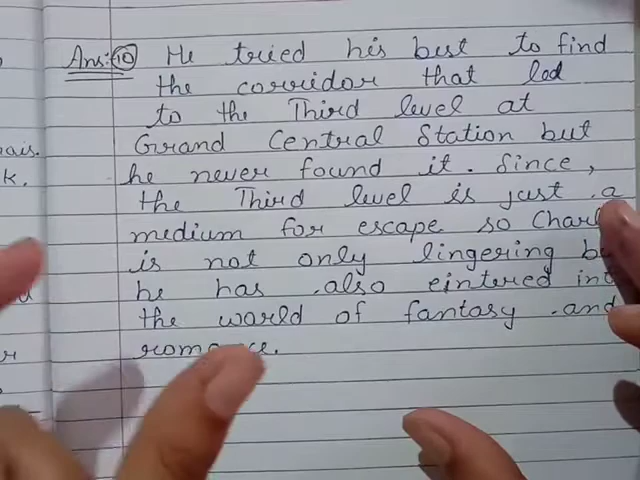 Ans:- 10 He tried his best to find
the corridor that led
to the Third level at
Grand Central Station but
he never found it. Since,
the Third level is just a
medium for escape so
is not only lingering
he has also eintered
the world of fantasy and
ais.
k.